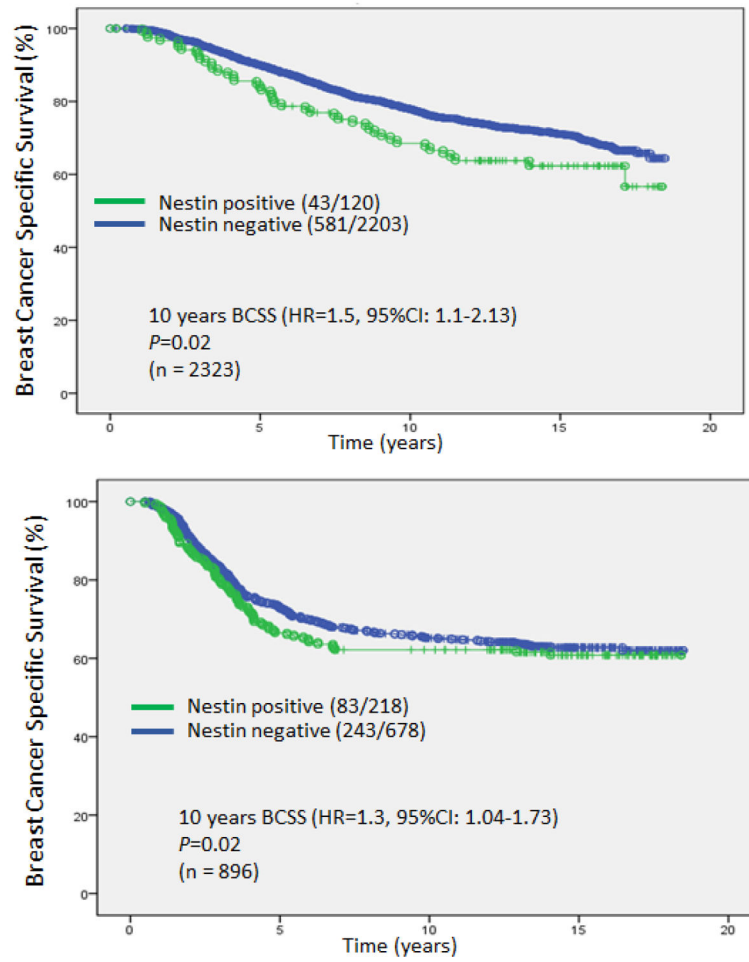 Breast Cancer Specific Survival (%)
100
80
60
40
20
0
Nestin positive (43/120)
Nestin negative (581/2203)
10 years BCSS (HR=1.5, 95%CI: 1.1-2.13)
P=0.02
(n = 2323)
0 5 10 15 20
Time (years)
Breast Cancer Specific Survival (%)
100
80
60
40
20
0
Nestin positive (83/218)
Nestin negative (243/678)
10 years BCSS (HR=1.3, 95%CI: 1.04-1.73)
P=0.02
(n = 896)
0 5 10 15 20
Time (years)